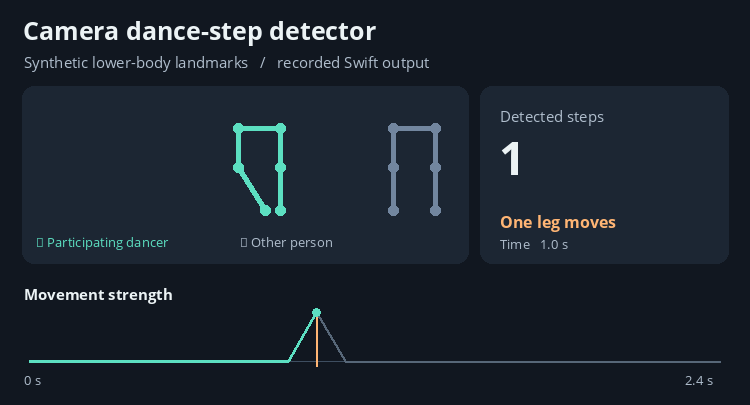 Camera dance-step detector
Synthetic lower-body landmarks / recorded Swift output
Participating dancer
Other person
Detected steps
1
One leg moves
Time 1.0 s
Movement strength
0 s
2.4 s